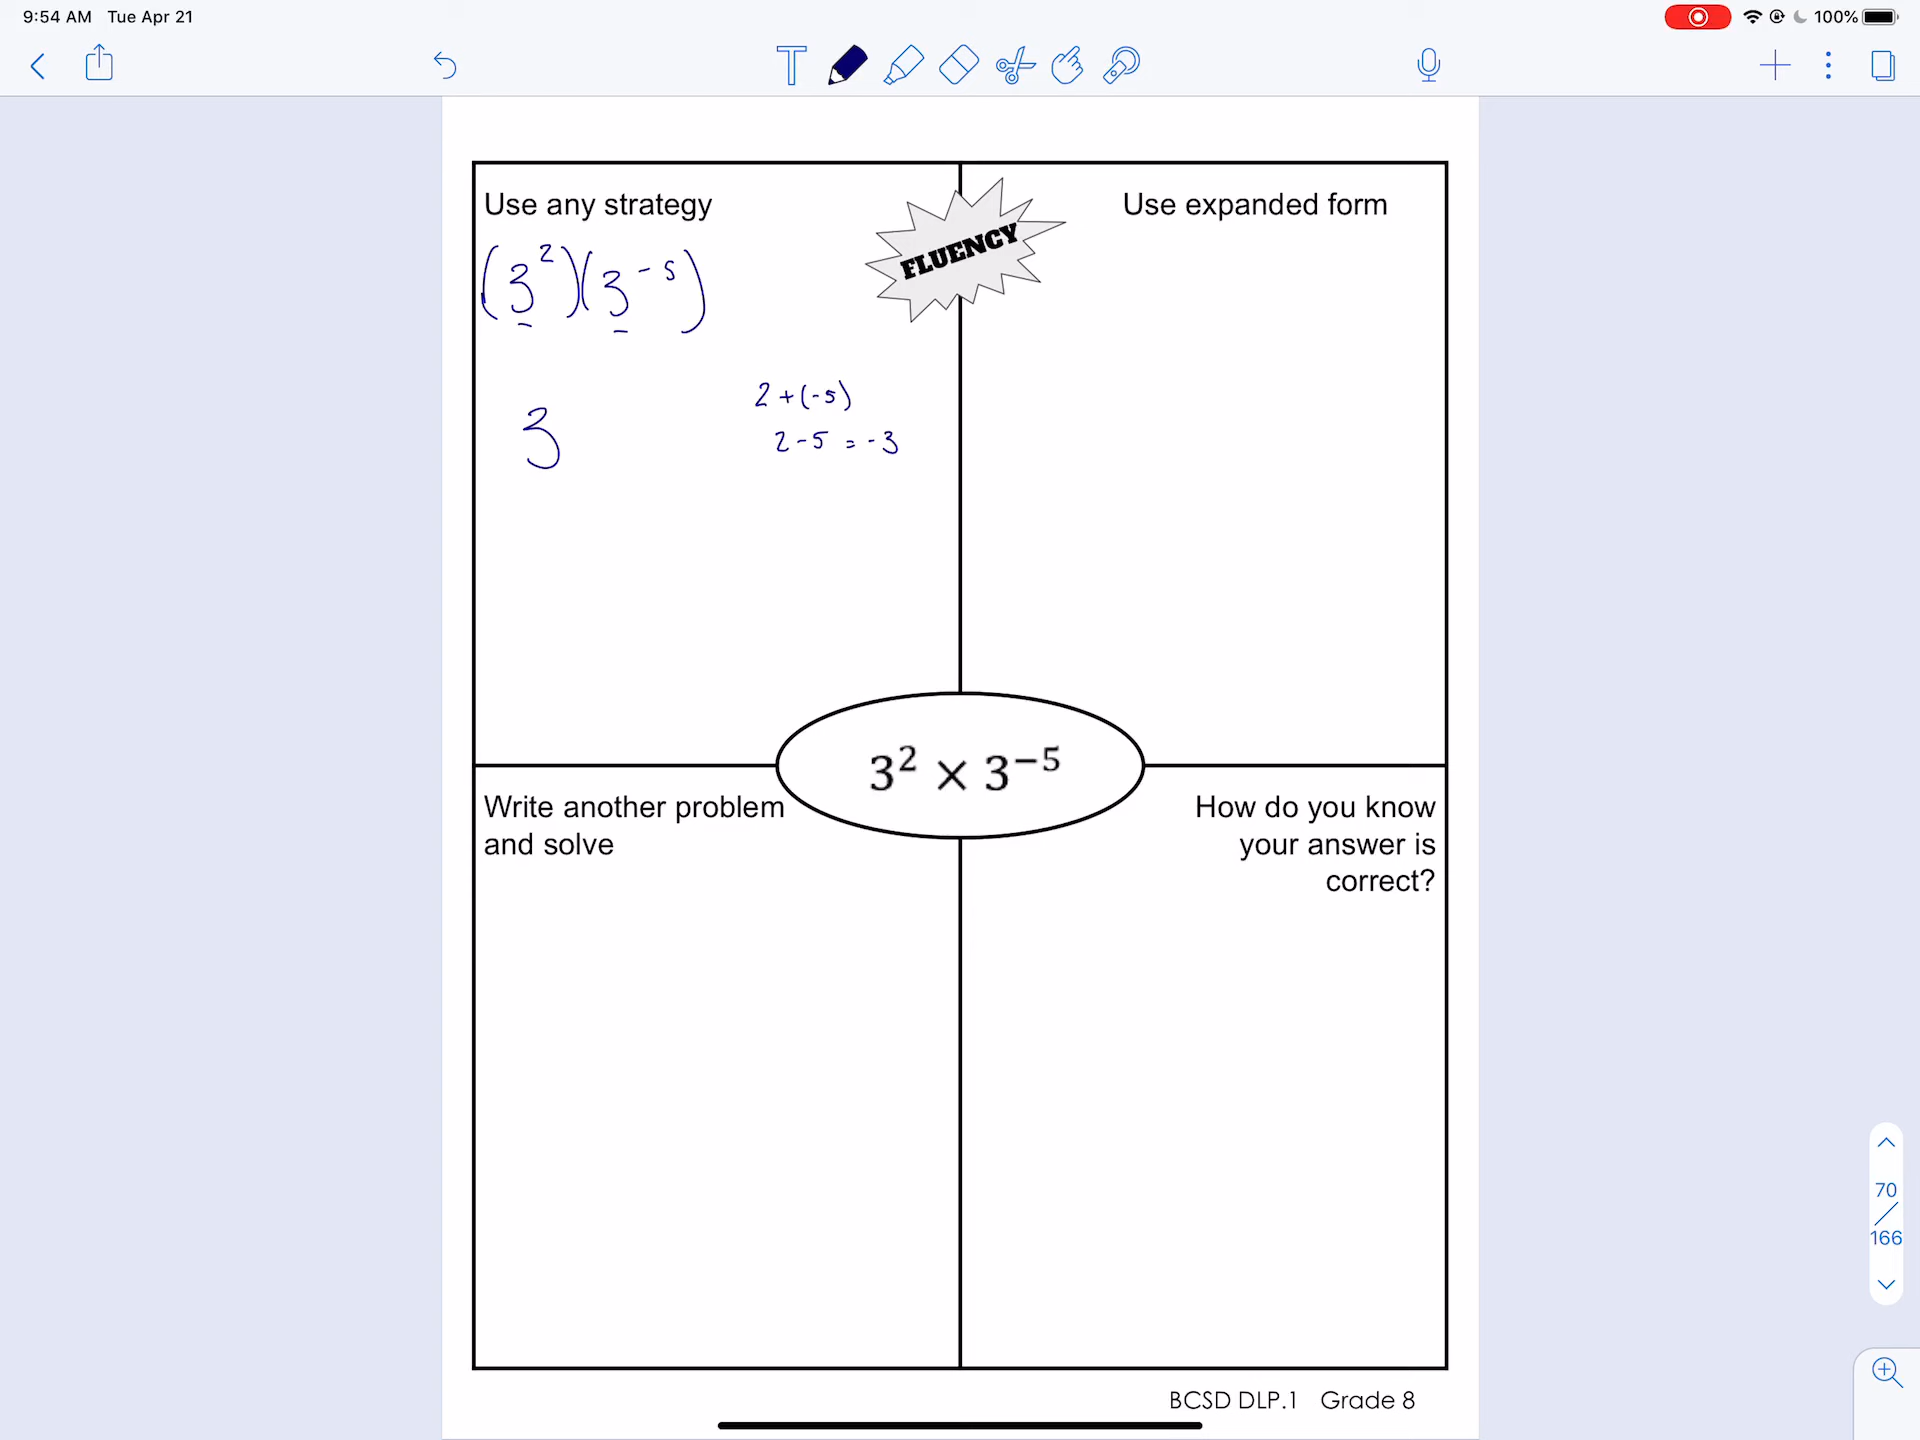 9:54 AM Tue Apr 21
100%
Use any strategy
(3²)(3⁻⁵)
2+(-5)
2-5 = -3
3
FLUENCY
Use expanded form
3² × 3⁻⁵
Write another problem
and solve
How do you know
your answer is
correct?
70
166
BCSD DLP.1 Grade 8